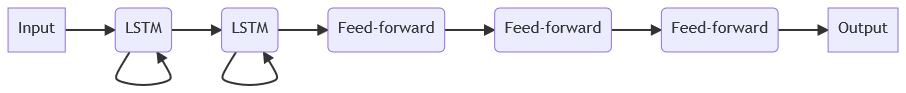 Input
LSTM
LSTM
Feed-forward
Feed-forward
Feed-forward
Output